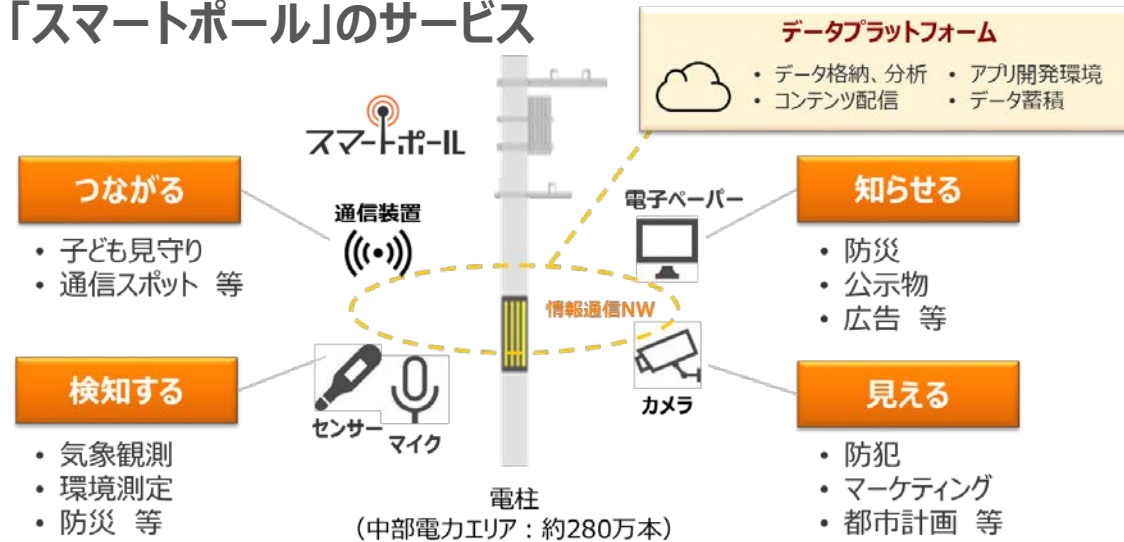 「スマートポール」のサービス
データプラットフォーム
• データ格納、分析
• コンテンツ配信
• アプリ開発環境
• データ蓄積
スマートポール
つながる
• 子ども見守り
• 通信スポット 等
通信装置
電子ペーパー
知らせる
• 防災
• 公示物
• 広告 等
情報通信NW
検知する
• 気象観測
• 環境測定
• 防災 等
センサー
マイク
カメラ
見える
• 防犯
• マーケティング
• 都市計画 等
電柱
（中部電力エリア：約280万本）